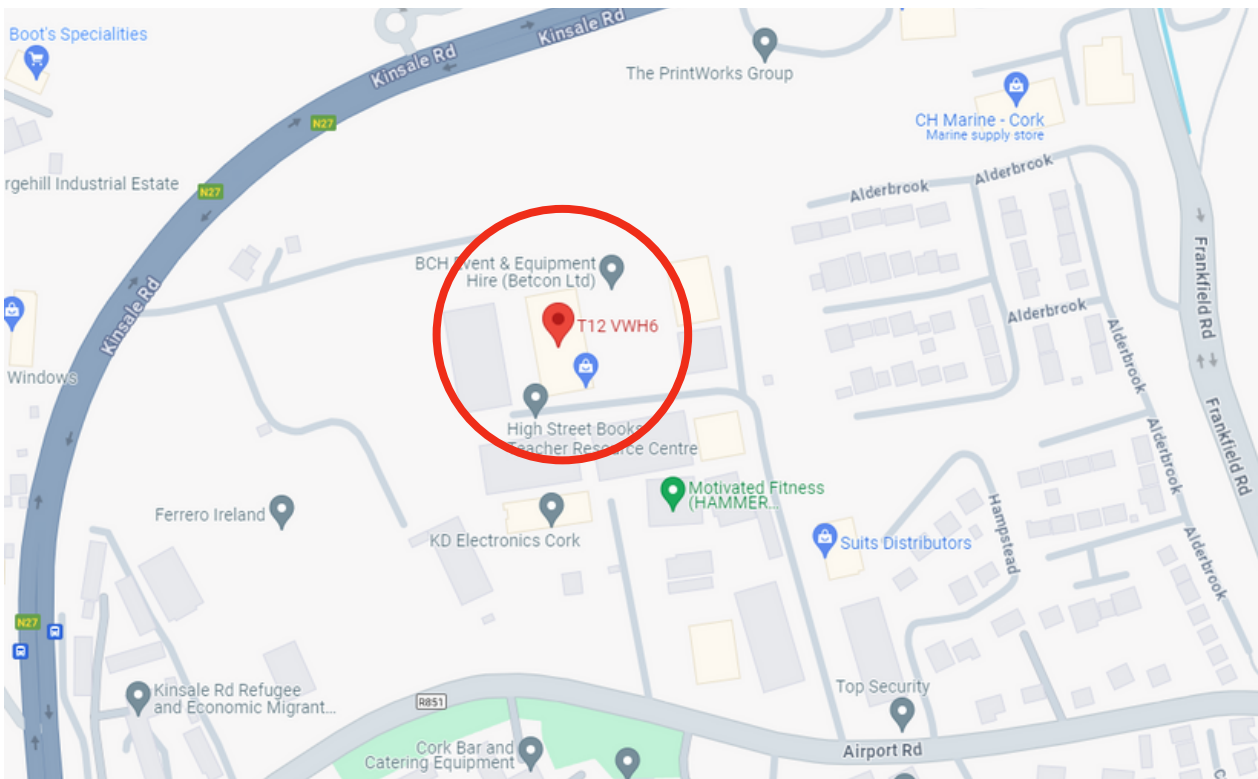 Boot's Specialities
Kinsale Rd
Kinsale Rd
The PrintWorks Group
N27
CH Marine - Cork
Marine supply store
rgehill Industrial Estate
N27
Alderbrook
Alderbrook
Frankfield Rd
BCH Event & Equipment
Hire (Betcon Ltd)
Kinsale Rd
T12 VWH6
Alderbrook
Alderbrook
Windows
High Street Books
Teacher Resource Centre
Frankfield Rd
Alderbrook
Motivated Fitness
(HAMMER...
Ferrero Ireland
KD Electronics Cork
Suits Distributors
Hampstead
Alderbrook
N27
Kinsale Rd Refugee
and Economic Migrant...
R851
Top Security
Cork Bar and
Catering Equipment
Airport Rd